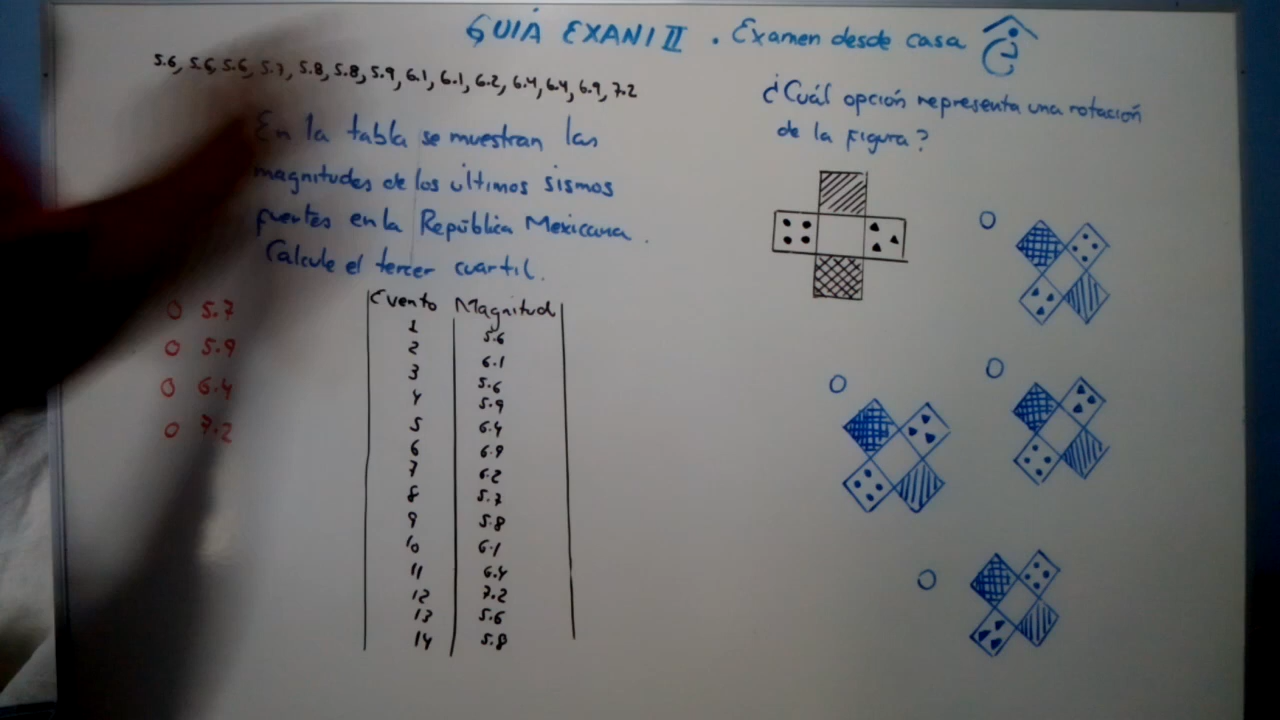 GUIA EXANI II . Examen desde casa
5.6, 5.6, 5.6, 5.7, 5.8, 5.8, 5.9, 6.1, 6.1, 6.2, 6.4, 6.4, 6.9, 7.2
En la tabla se muestran las
magnitudes de los últimos sismos
fuertes en la República Mexicana.
Calcule el tercer cuartil.
O 5.7
O 5.9
O 6.4
O 7.2
Evento Magnitud
1 5.6
2 6.1
3 5.6
4 5.9
5 6.4
6 6.9
7 6.2
8 5.7
9 5.8
10 6.1
11 6.4
12 7.2
13 5.6
14 5.8
¿Cuál opción representa una rotación
de la figura?